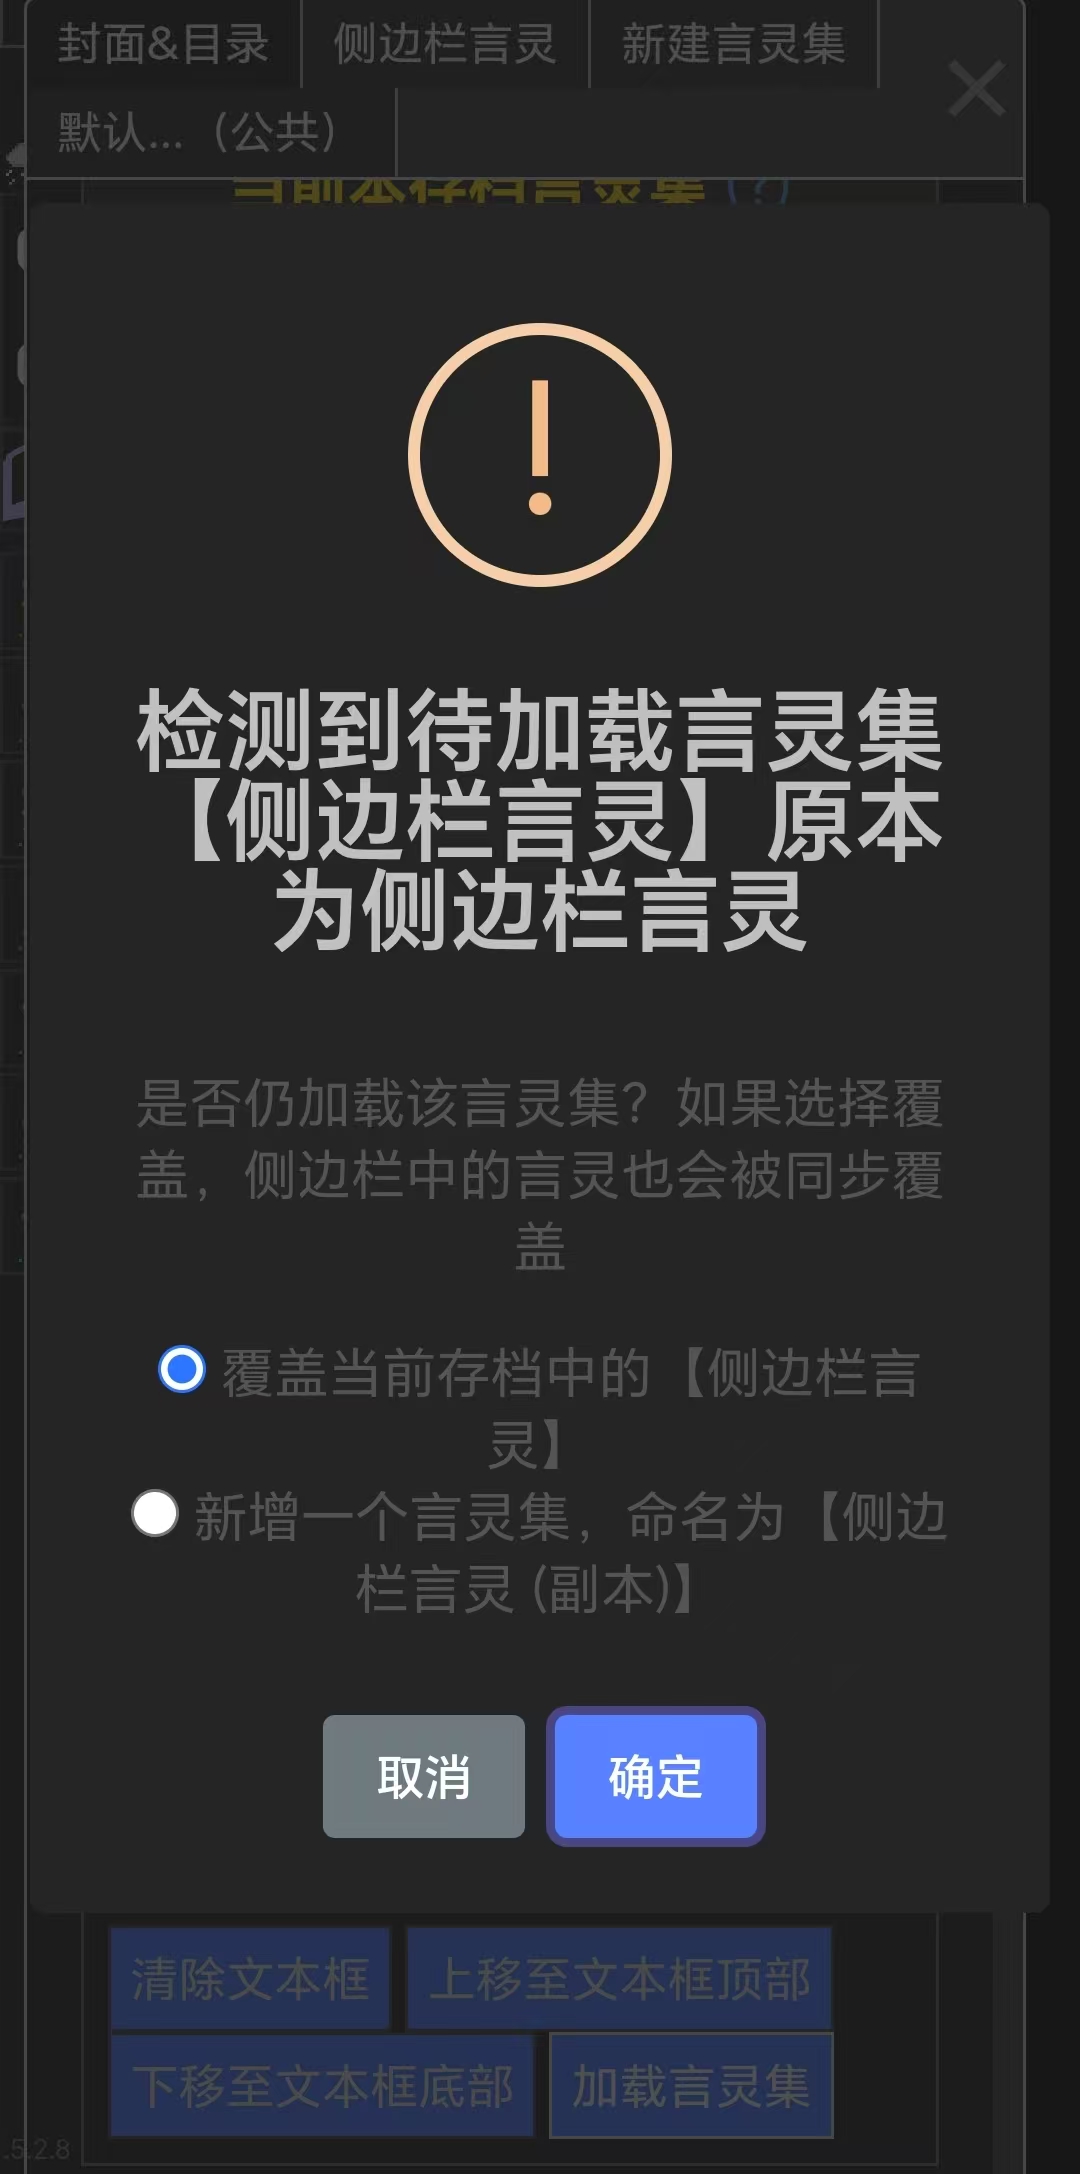 封面&目录
侧边栏言灵
新建言灵集
默认...（公共）
检测到待加载言灵集
【侧边栏言灵】原本
为侧边栏言灵
是否仍加载该言灵集？如果选择覆
盖，侧边栏中的言灵也会被同步覆
盖
覆盖当前存档中的【侧边栏言
灵】
新增一个言灵集，命名为【侧边
栏言灵 (副本)】
取消
确定
清除文本框
上移至文本框顶部
下移至文本框底部
加载言灵集
.5.2.8